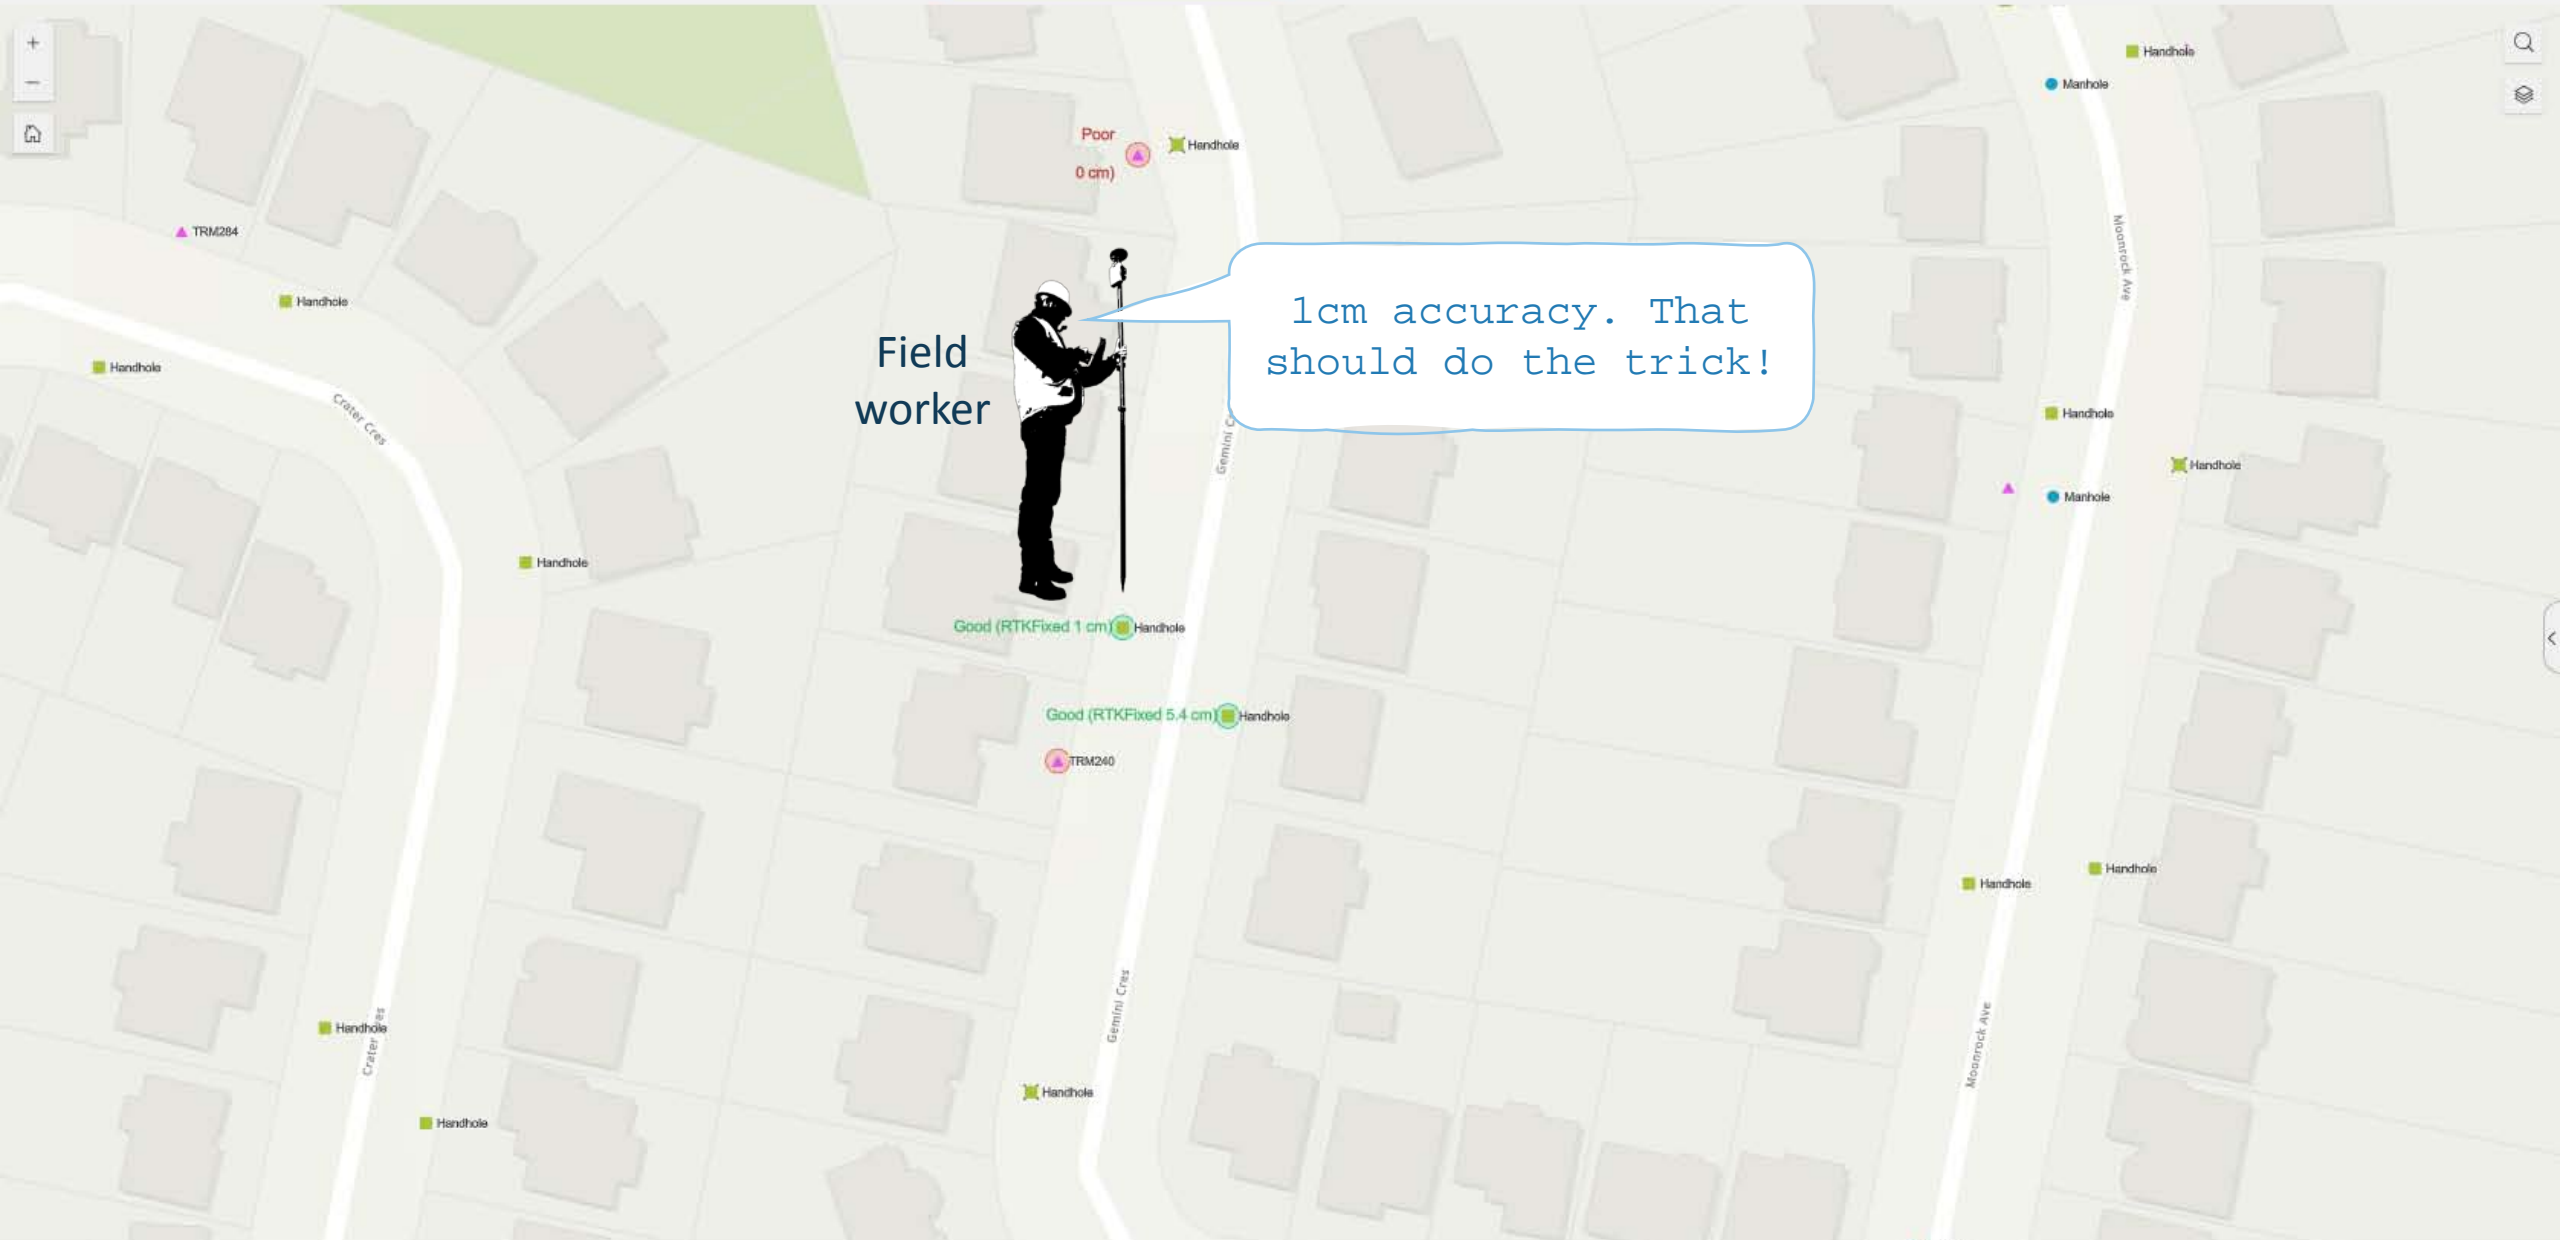 Handhole
Manhole
Poor
0 cm)
Handhole
TRM284
Moonrock Ave
Handhole
1cm accuracy. That
should do the trick!
Field
worker
Handhole
Crater Cres
Handhole
Handhole
Manhole
Handhole
Good (RTKFixed 1 cm)
Handhole
Good (RTKFixed 5.4 cm)
Handhole
TRM240
Handhole
Handhole
Gemini Cres
Moonrock Ave
Handhole
Crater
Handhole
Handhole